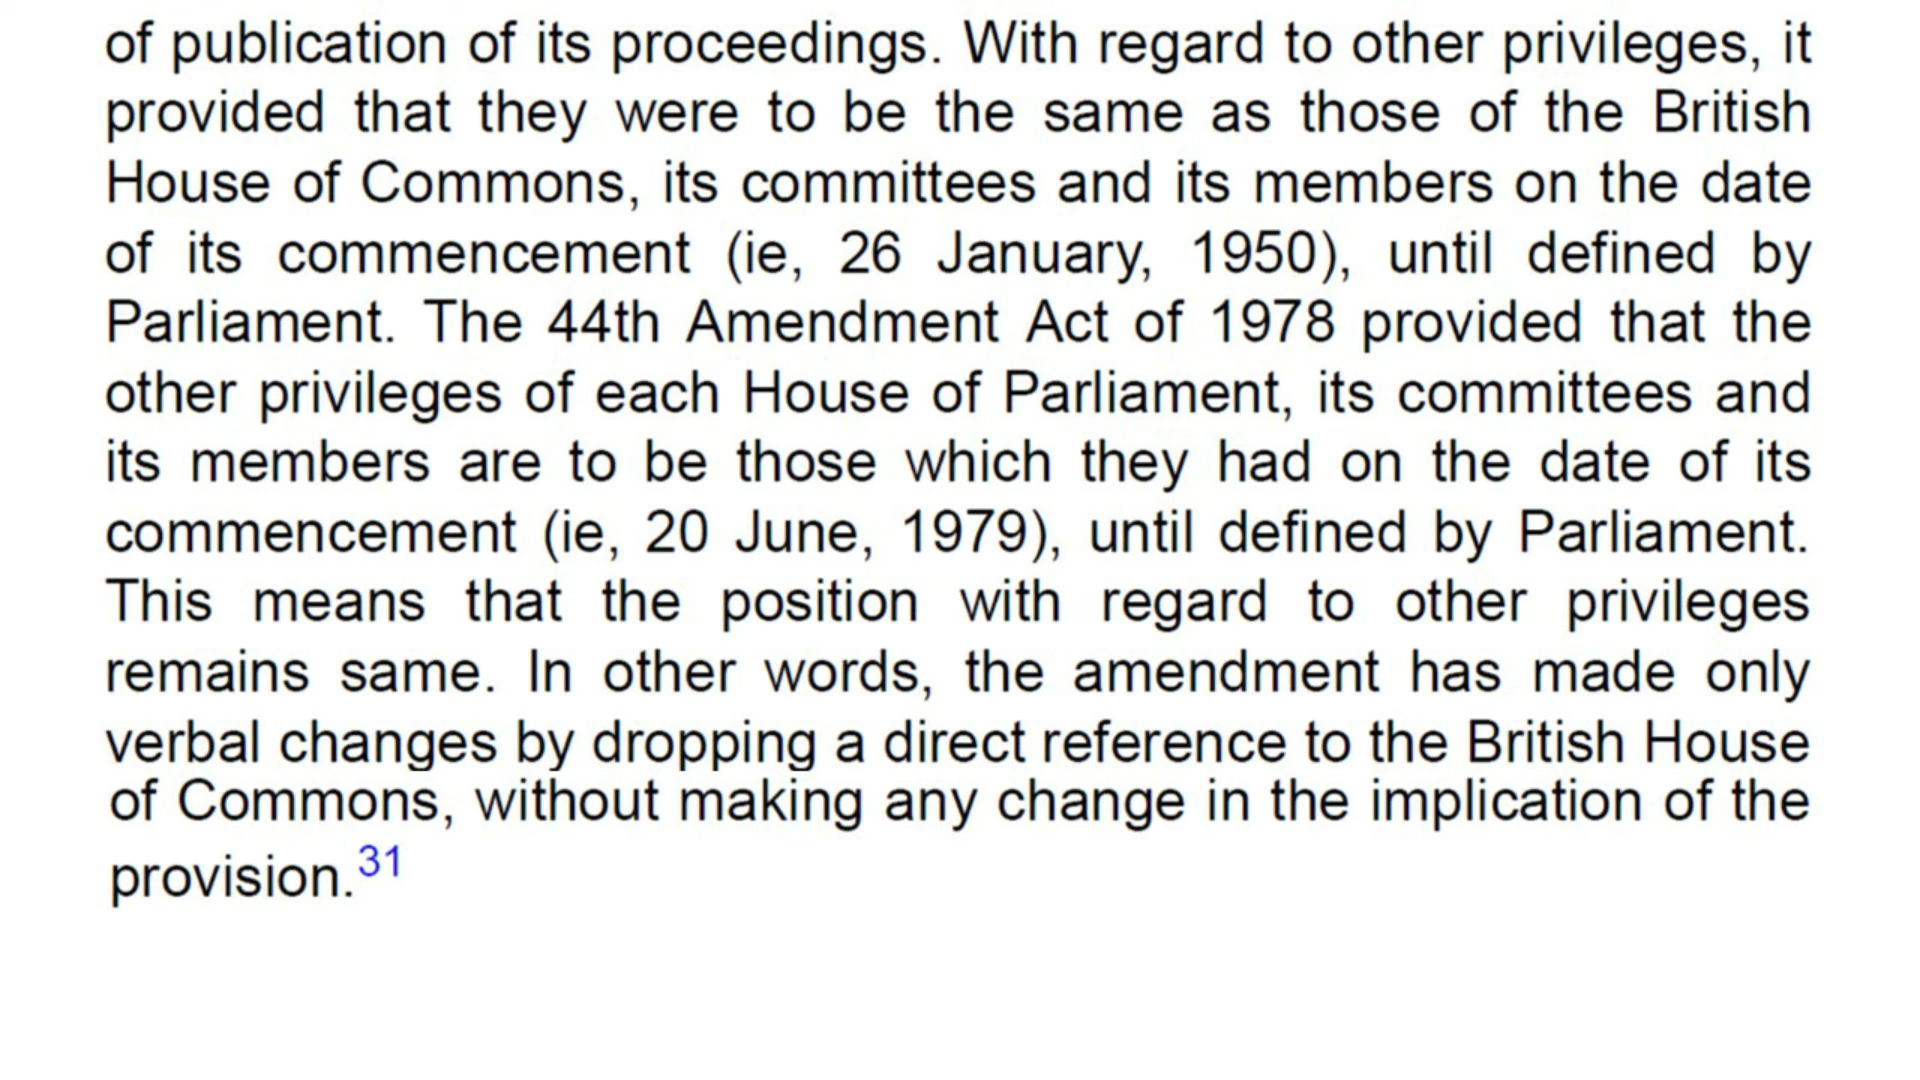 of publication of its proceedings. With regard to other privileges, it
provided that they were to be the same as those of the British
House of Commons, its committees and its members on the date
of its commencement (ie, 26 January, 1950), until defined by
Parliament. The 44th Amendment Act of 1978 provided that the
other privileges of each House of Parliament, its committees and
its members are to be those which they had on the date of its
commencement (ie, 20 June, 1979), until defined by Parliament.
This means that the position with regard to other privileges
remains same. In other words, the amendment has made only
verbal changes by dropping a direct reference to the British House
of Commons, without making any change in the implication of the
provision.31